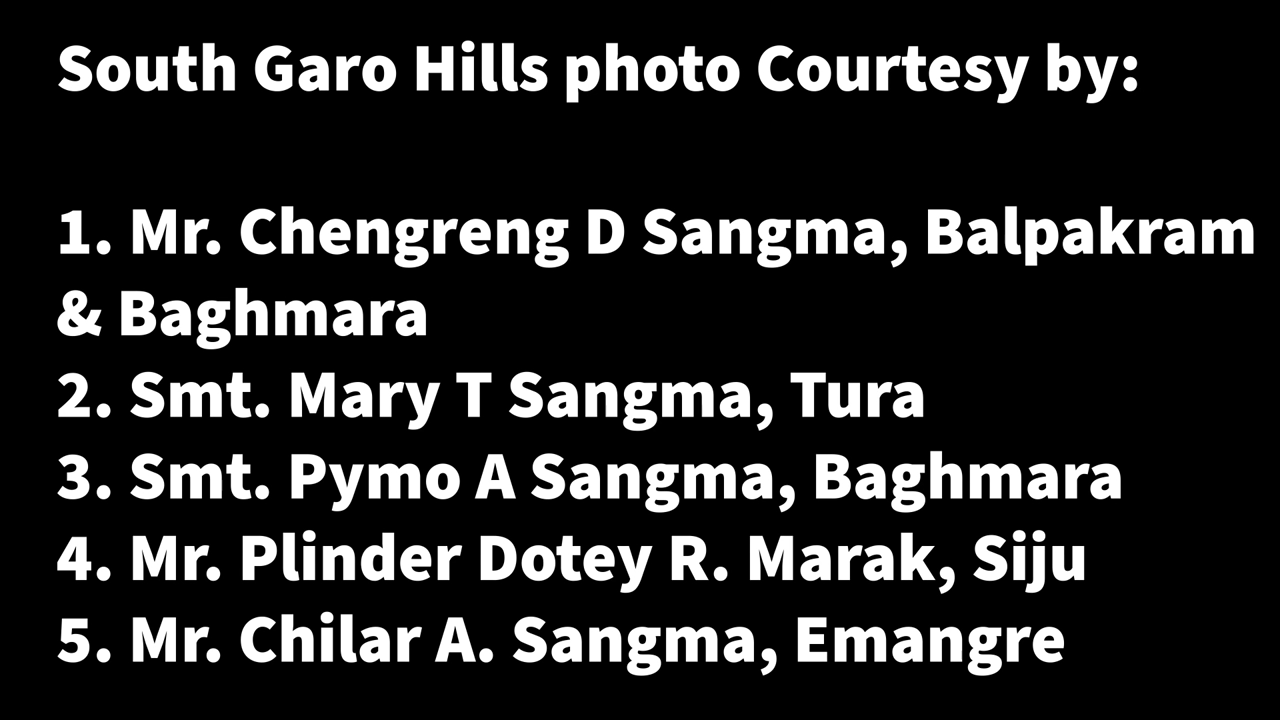 South Garo Hills photo Courtesy by:
1. Mr. Chengreng D Sangma, Balpakram
& Baghmara
2. Smt. Mary T Sangma, Tura
3. Smt. Pymo A Sangma, Baghmara
4. Mr. Plinder Dotey R. Marak, Siju
5. Mr. Chilar A. Sangma, Emangre